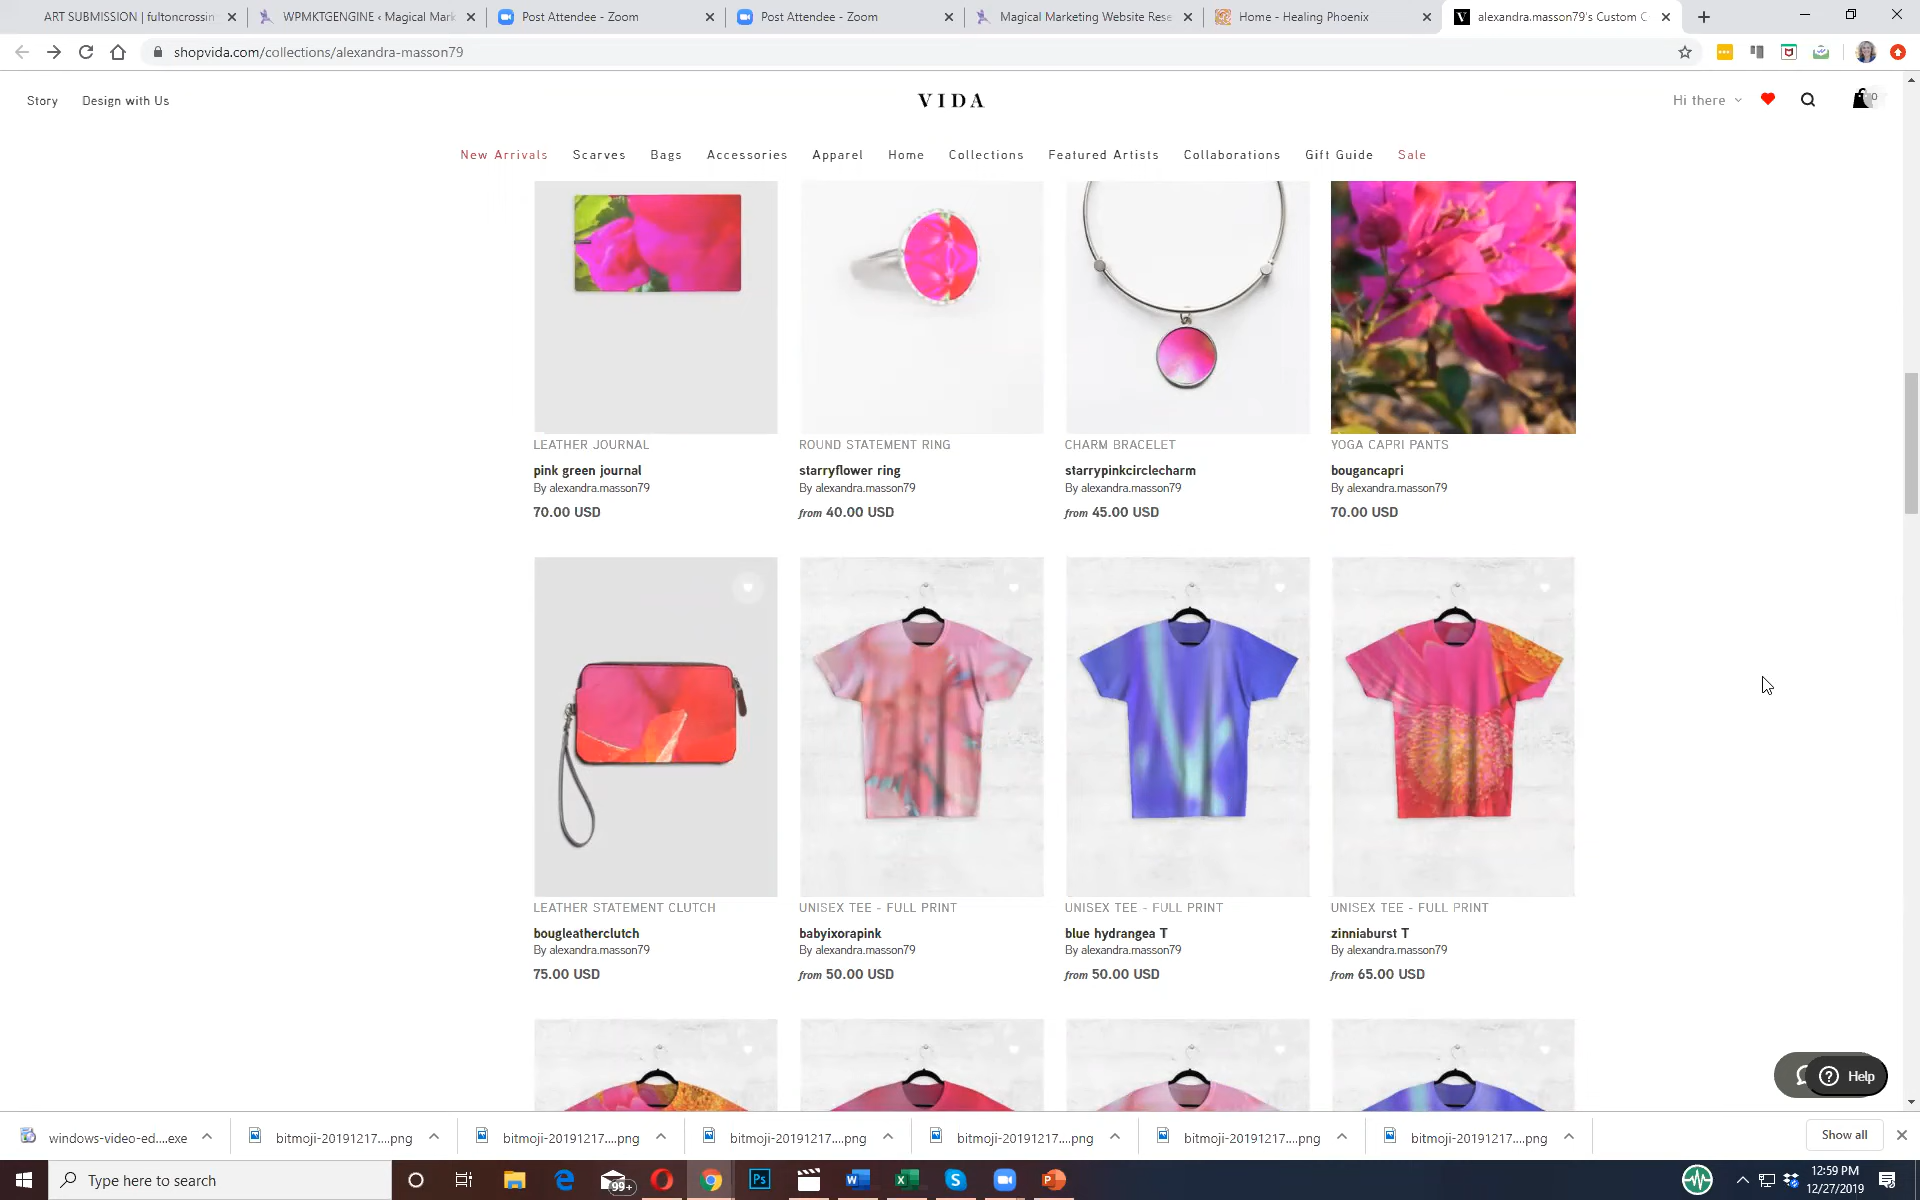 ART SUBMISSION | fultoncrossin
WPMKTGENGINE ‹ Magical Mark
Post Attendee - Zoom
Post Attendee - Zoom
Magical Marketing Website Rese
Home - Healing Phoenix
V alexandra.masson79's Custom C
shopvida.com/collections/alexandra-masson79
Story
Design with Us
VIDA
Hi there
0
New Arrivals
Scarves
Bags
Accessories
Apparel
Home
Collections
Featured Artists
Collaborations
Gift Guide
Sale
LEATHER JOURNAL
pink green journal
By alexandra.masson79
70.00 USD
ROUND STATEMENT RING
starryflower ring
By alexandra.masson79
from 40.00 USD
CHARM BRACELET
starrypinkcirclecharm
By alexandra.masson79
from 45.00 USD
YOGA CAPRI PANTS
bougancapri
By alexandra.masson79
70.00 USD
LEATHER STATEMENT CLUTCH
bougleatherclutch
By alexandra.masson79
75.00 USD
UNISEX TEE - FULL PRINT
babyixorapink
By alexandra.masson79
from 50.00 USD
UNISEX TEE - FULL PRINT
blue hydrangea T
By alexandra.masson79
from 50.00 USD
UNISEX TEE - FULL PRINT
zinniaburst T
By alexandra.masson79
from 65.00 USD
Help
windows-video-ed....exe
bitmoji-20191217....png
bitmoji-20191217....png
bitmoji-20191217....png
bitmoji-20191217....png
bitmoji-20191217....png
bitmoji-20191217....png
Show all
Type here to search
99+
Ps
12:59 PM
12/27/2019